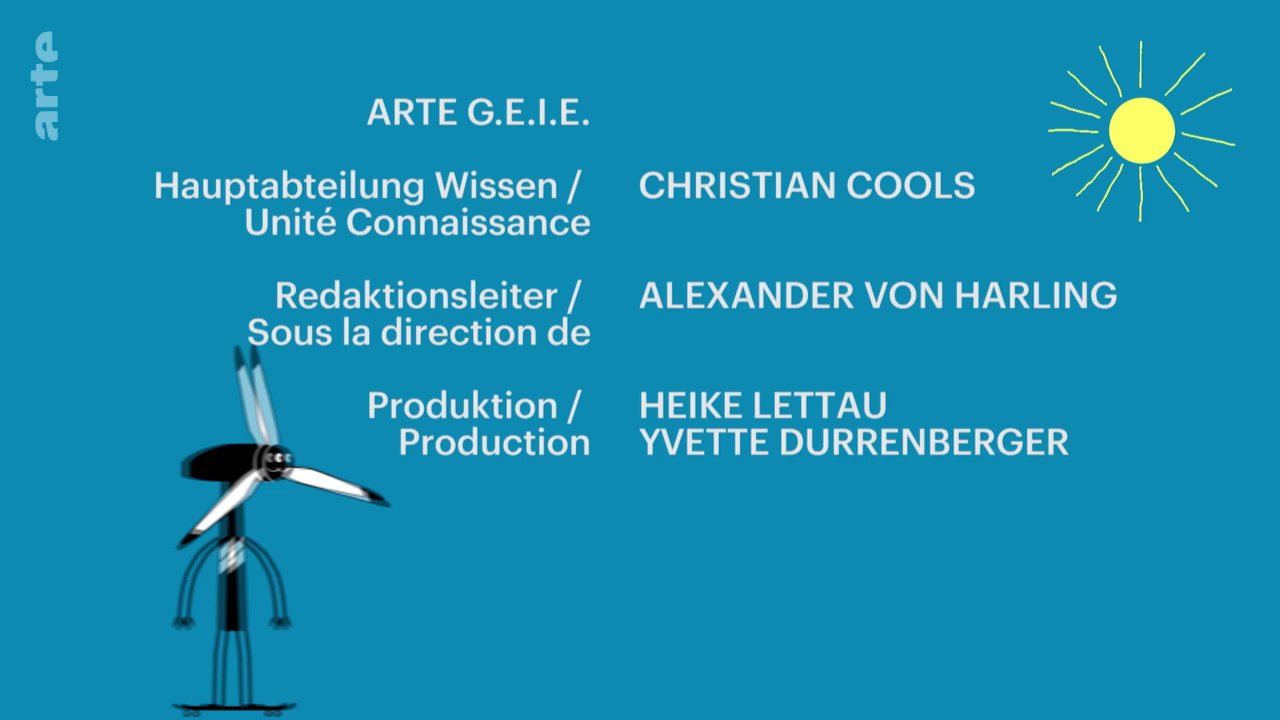 arte
ARTE G.E.I.E.
Hauptabteilung Wissen / CHRISTIAN COOLS
Unité Connaissance
Redaktionsleiter / ALEXANDER VON HARLING
Sous la direction de
Produktion / HEIKE LETTAU
Production YVETTE DURRENBERGER